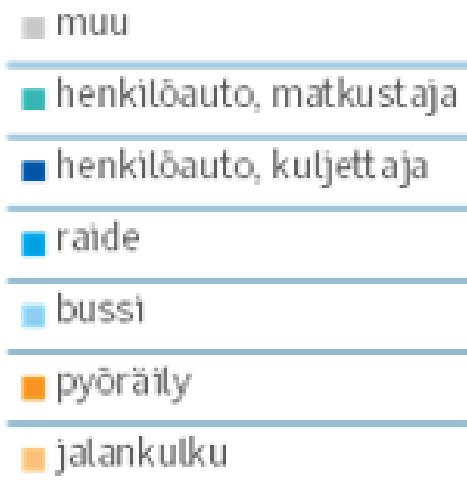 muu
henkilöauto, matkustaja
henkilöauto, kuljettaja
raide
bussi
pyöräily
jalankulku